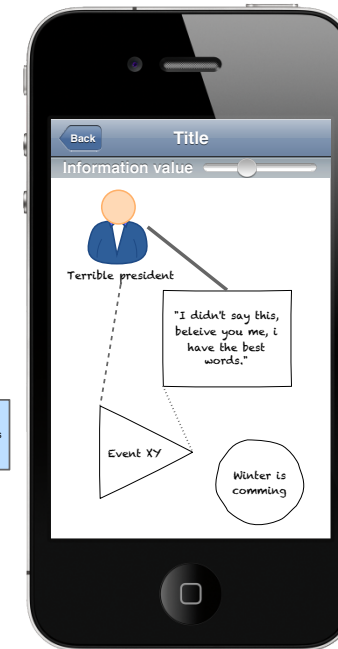 Back
Title
Information value
Terrible president
"I didn't say this,
beleive you me, i
have the best
words."
Event XY
Winter is
comming
s